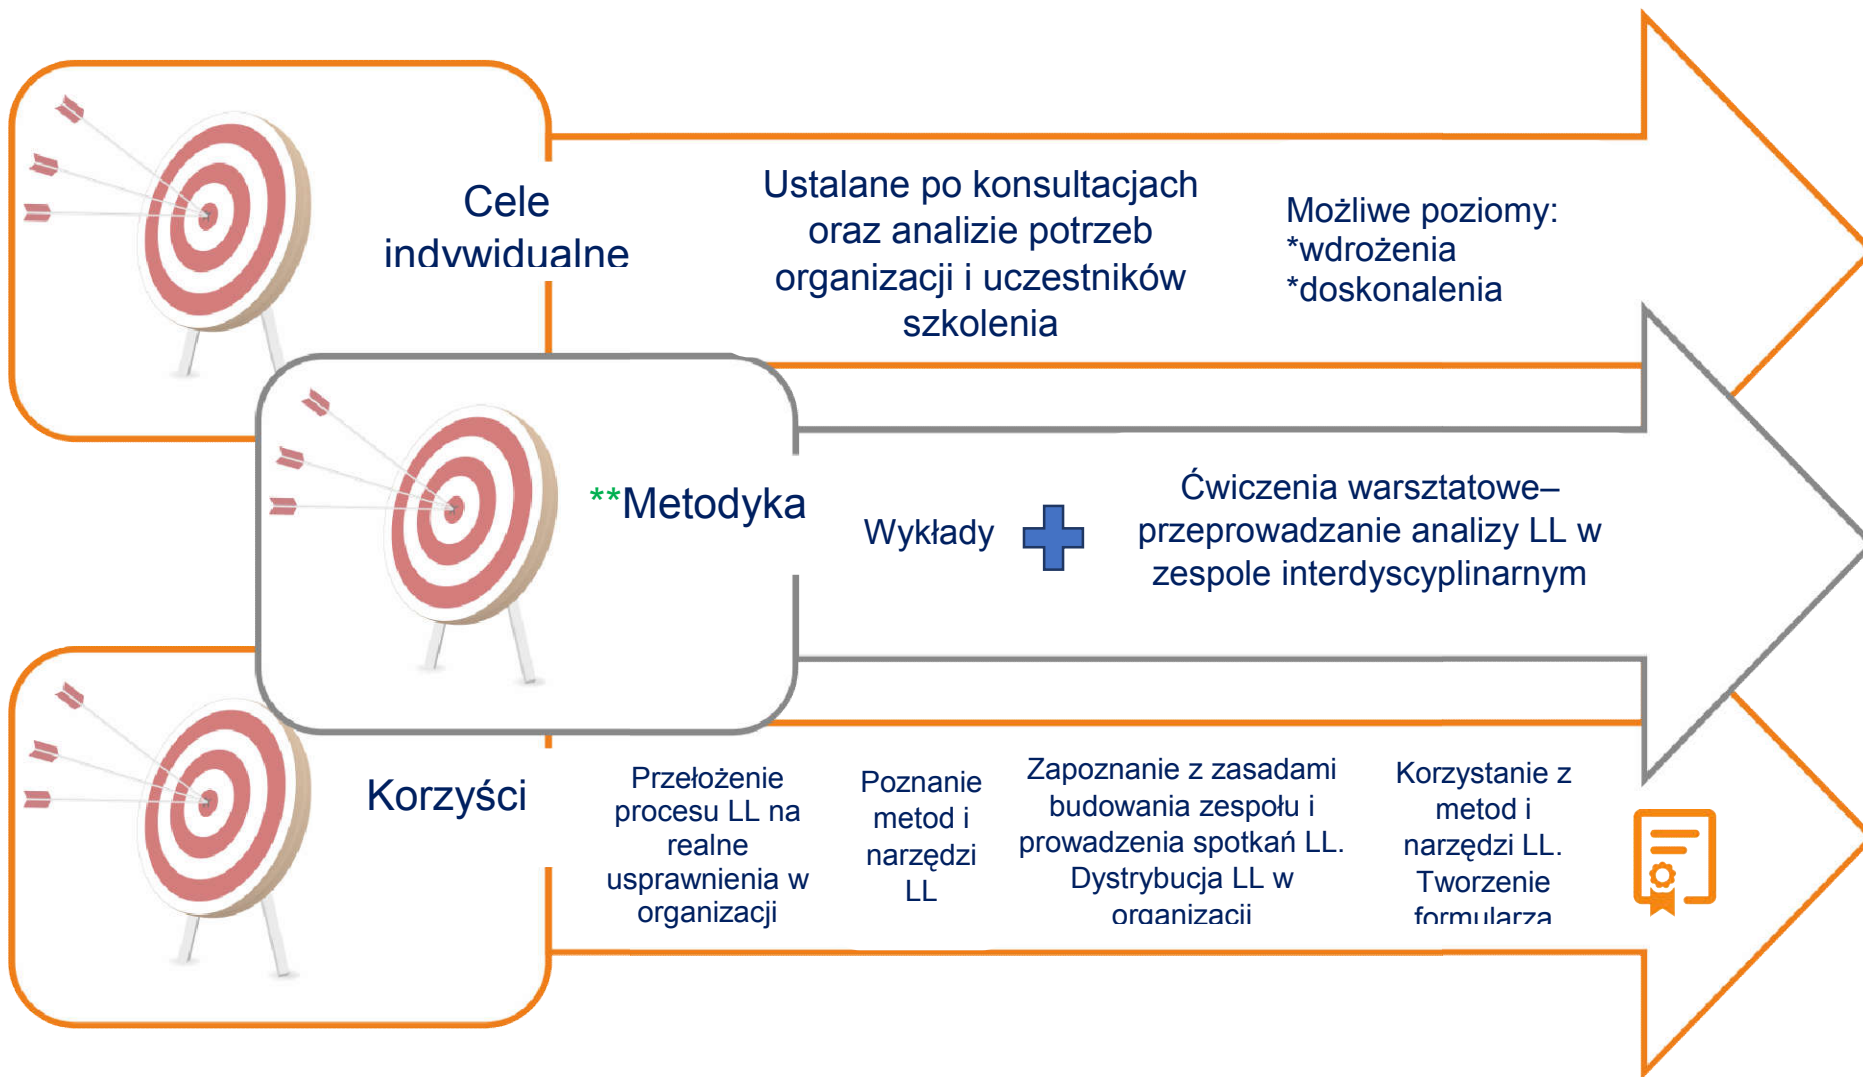 Cele
indywidualne
Ustalane po konsultacjach
oraz analizie potrzeb
organizacji i uczestników
szkolenia
Możliwe poziomy:
*wdrożenia
*doskonalenia
**Metodyka
Wykłady
Ćwiczenia warsztatowe–
przeprowadzanie analizy LL w
zespole interdyscyplinarnym
Korzyści
Przełożenie
procesu LL na
realne
usprawnienia w
organizacji
Poznanie
metod i
narzędzi
LL
Zapoznanie z zasadami
budowania zespołu i
prowadzenia spotkań LL.
Dystrybucja LL w
organizacji
Korzystanie z
metod i
narzędzi LL.
Tworzenie
formularza